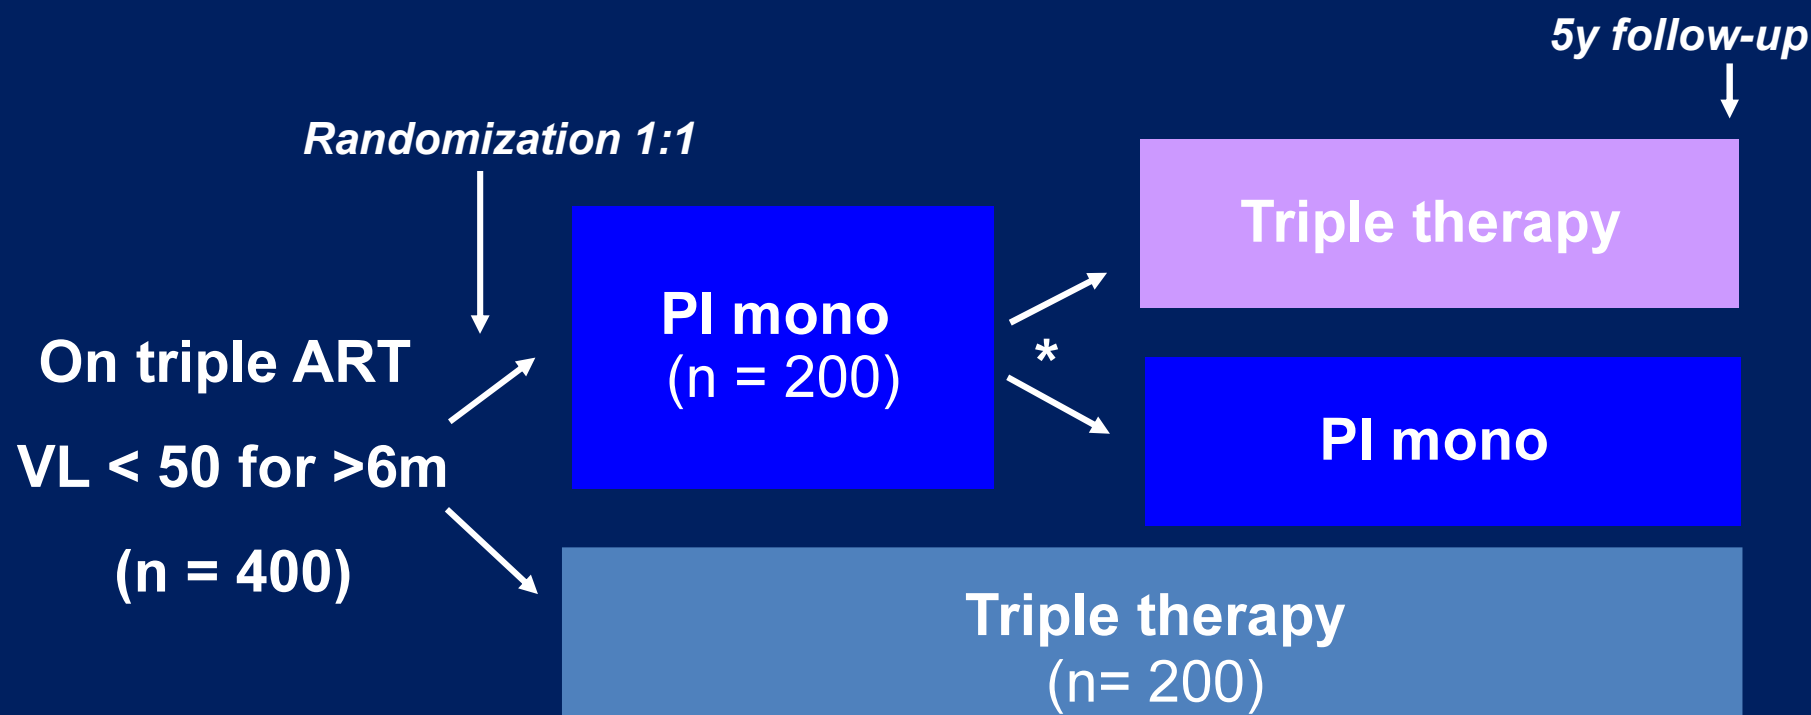 5y follow-up
Randomization 1:1
On triple ART
VL < 50 for >6m
(n = 400)
PI mono
(n = 200)
*
Triple therapy
PI mono
Triple therapy
(n= 200)